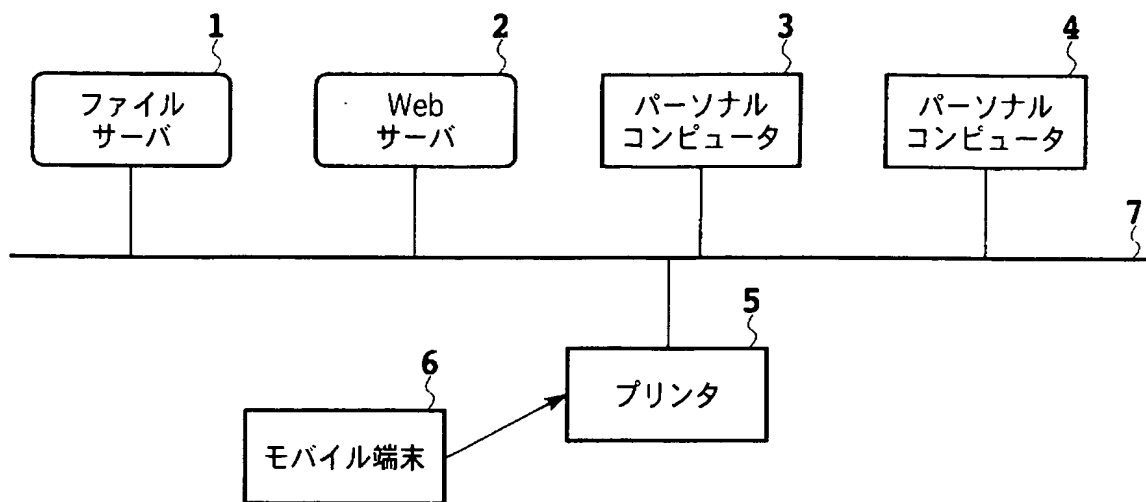 1
2
3
4
ファイル
サーバ
Web
サーバ
パーソナル
コンピュータ
パーソナル
コンピュータ
7
5
プリンタ
6
モバイル端末